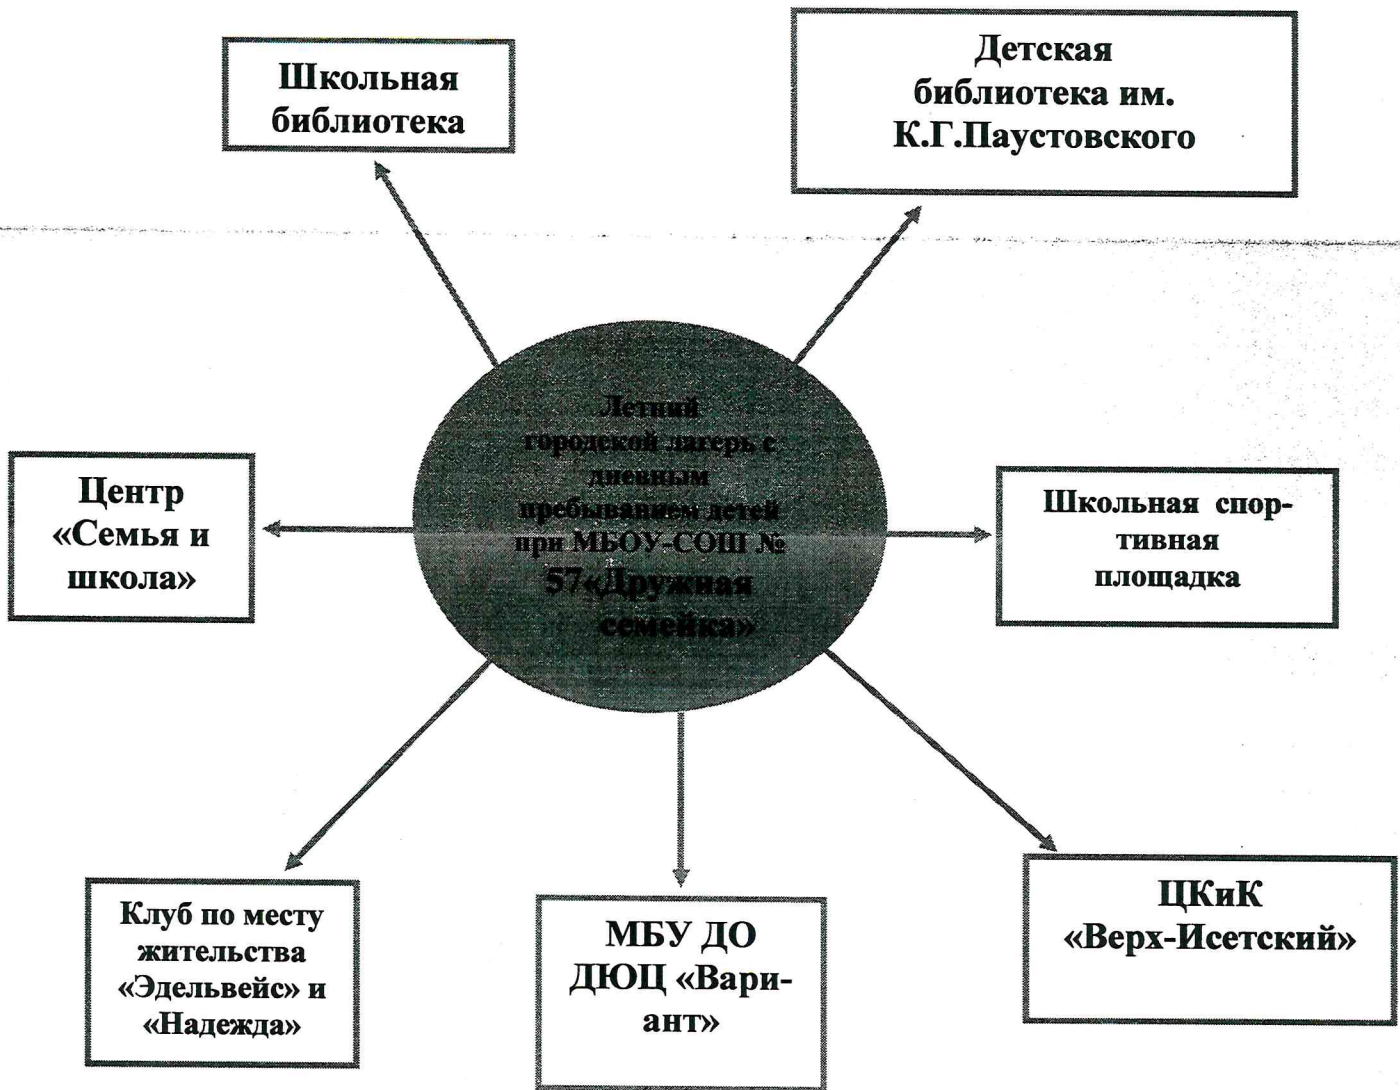 Школьная
библиотека
Детская
библиотека им.
К.Г.Паустовского
Летний
городской лагерь с
дневным
пребыванием детей
при МБОУ-СОШ №
57«Дружная
семейка»
Центр
«Семья и
школа»
Школьная спор-
тивная
площадка
Клуб по месту
жительства
«Эдельвейс» и
«Надежда»
МБУ ДО
ДЮЦ «Вари-
ант»
ЦКиК
«Верх-Исетский»